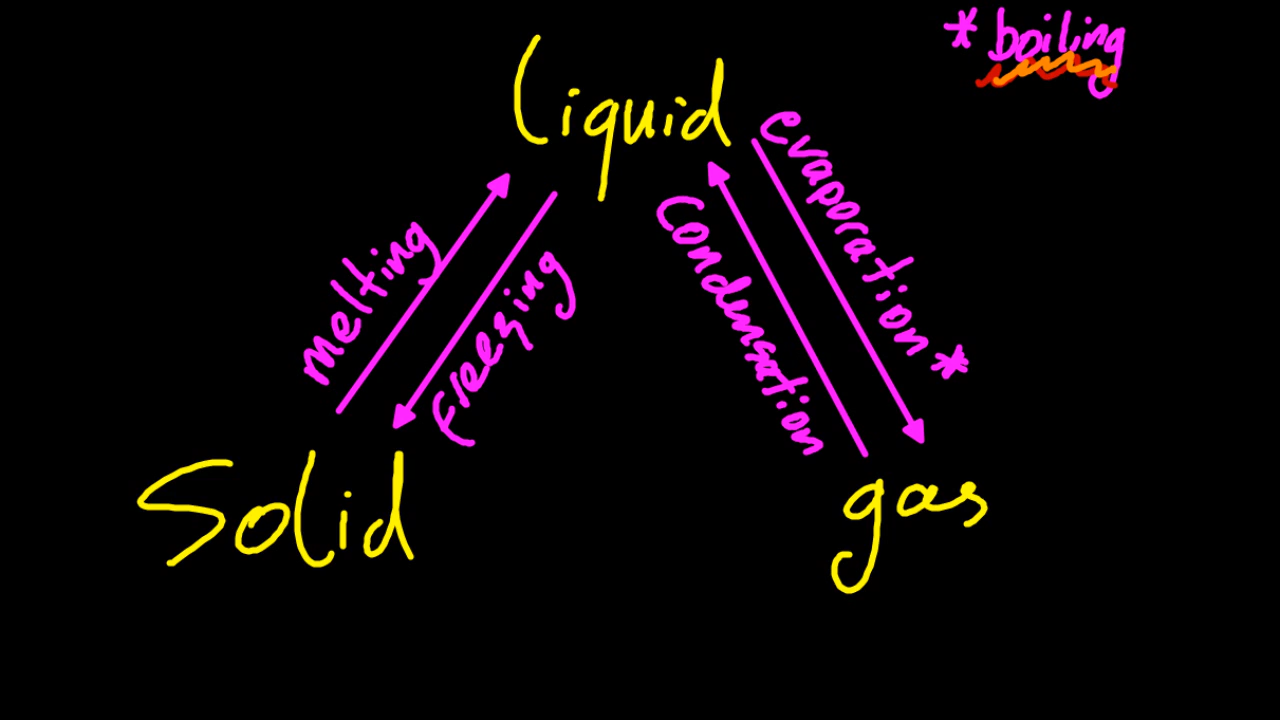 * boiling
Liquid
evaporation *
melting
freezing
Condensation
Solid
gas